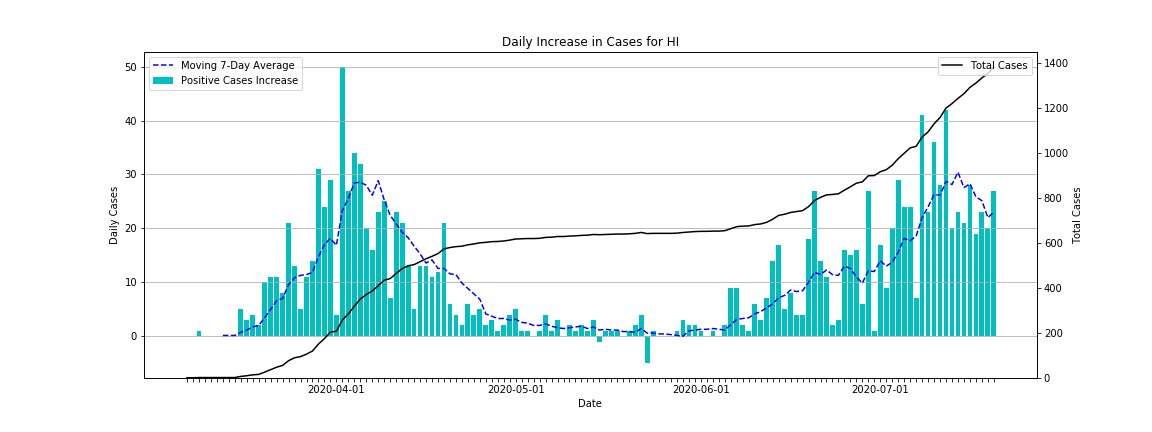 Daily Increase in Cases for HI
Moving 7-Day Average
Positive Cases Increase
Total Cases
50
40
30
20
10
0
Daily Cases
1400
1200
1000
800
600
400
200
0
Total Cases
2020-04-01
2020-05-01
2020-06-01
2020-07-01
Date